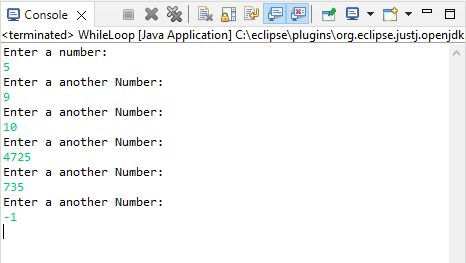 Console
<terminated> WhileLoop [Java Application] C:\eclipse\plugins\org.eclipse.justj.openjdk
Enter a number:
5
Enter a another Number:
9
Enter a another Number:
10
Enter a another Number:
4725
Enter a another Number:
735
Enter a another Number:
-1